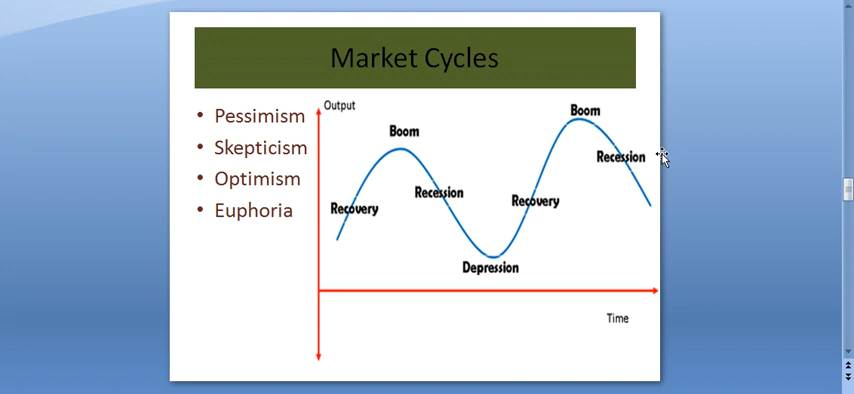 Market Cycles
• Pessimism
• Skepticism
• Optimism
• Euphoria
Output
Boom
Boom
Recession
Recession
Recovery
Recovery
Depression
Time